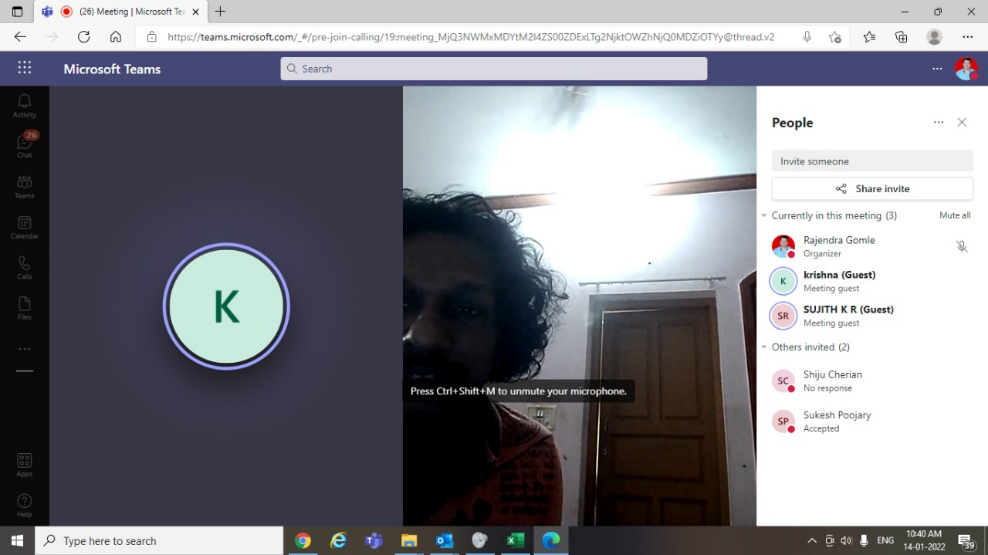 (26) Meeting | Microsoft Te
https://teams.microsoft.com/_#/pre-join-calling/19:meeting_MjQ3NWMxMDYtM2I4ZS00ZDExLTg2NjktOWZhNjQ0MDZiOTYy@thread.v2
Microsoft Teams
Search
Activity
26
Chat
Teams
Calendar
Calls
Files
Apps
Help
K
Press Ctrl+Shift+M to unmute your microphone.
People
Invite someone
Share invite
Currently in this meeting (3) Mute all
Rajendra Gomle
Organizer
K krishna (Guest)
Meeting guest
SR SUJITH K R (Guest)
Meeting guest
Others invited (2)
SC Shiju Cherian
No response
SP Sukesh Poojary
Accepted
Type here to search
ENG
10:40 AM
14-01-2022
39